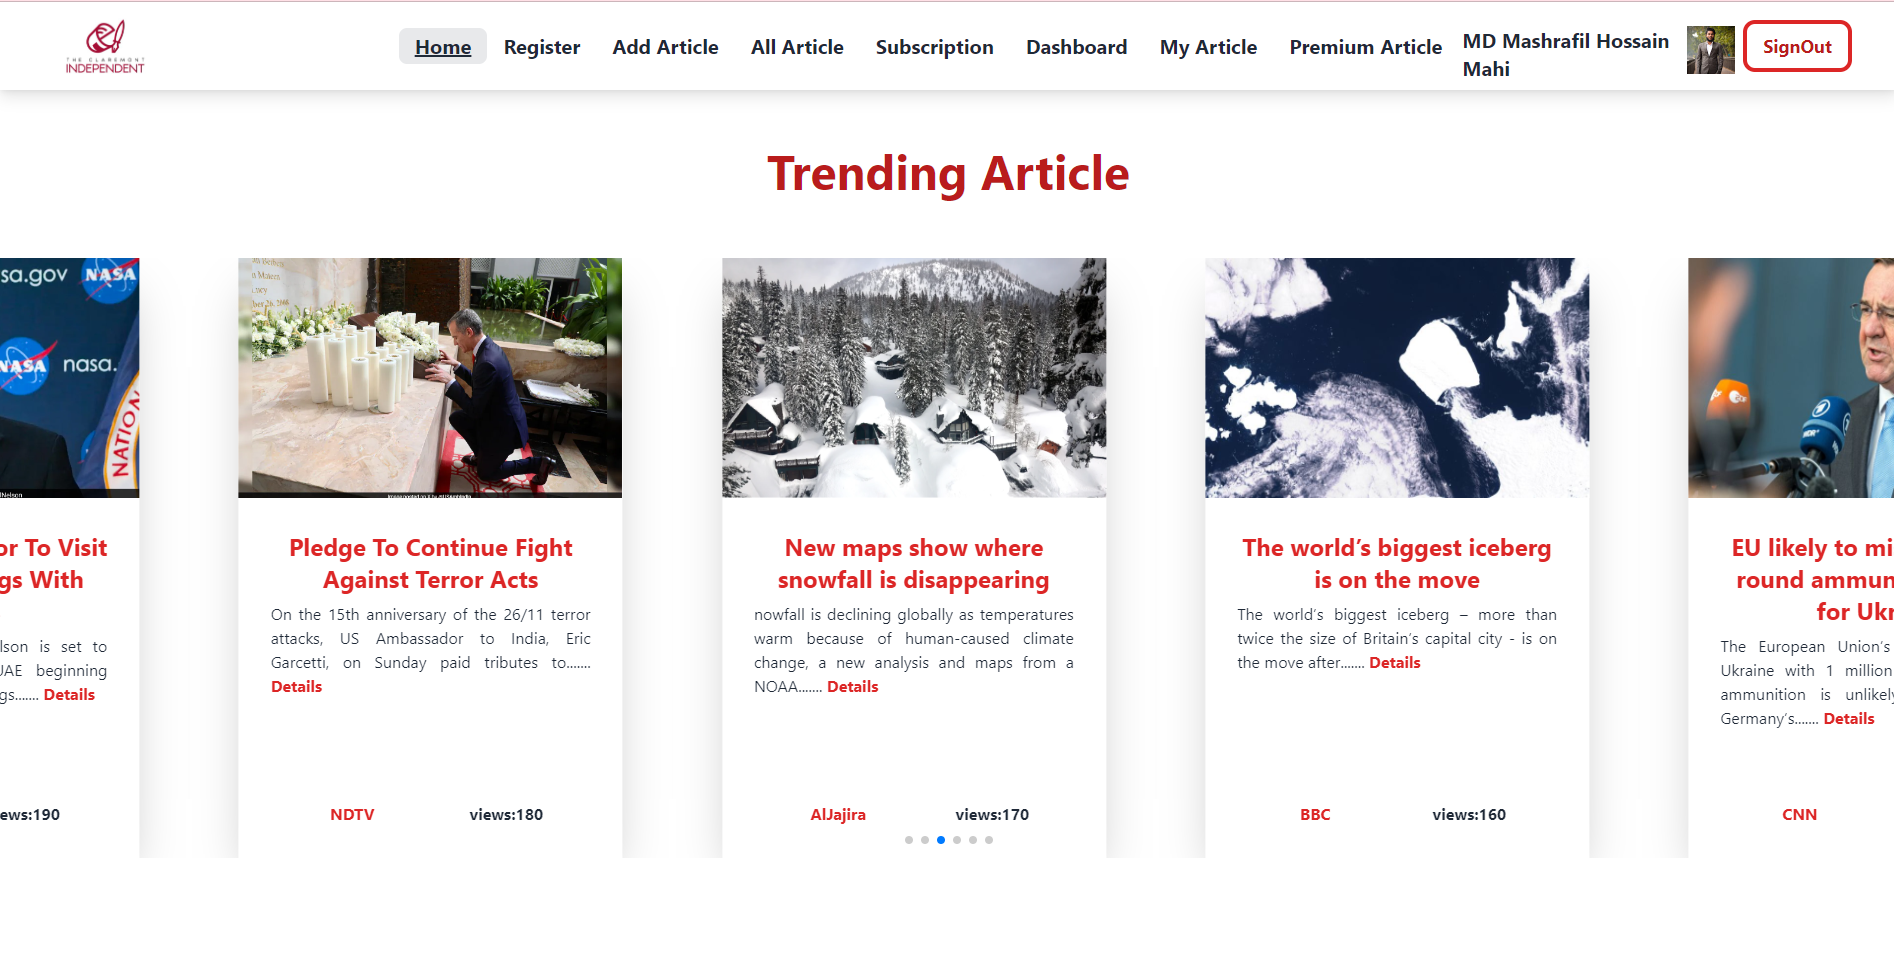 THE CLAREMONT
INDEPENDENT
Home
Register
Add Article
All Article
Subscription
Dashboard
My Article
Premium Article
MD Mashrafil Hossain
Mahi
SignOut
Trending Article
sa.gov NASA
NASA nasa.
NATION
Nelson
or To Visit
gs With
lson is set to
UAE beginning
gs....... Details
ews:190
Pledge To Continue Fight
Against Terror Acts
On the 15th anniversary of the 26/11 terror
attacks, US Ambassador to India, Eric
Garcetti, on Sunday paid tributes to.......
Details
NDTV
views:180
New maps show where
snowfall is disappearing
nowfall is declining globally as temperatures
warm because of human-caused climate
change, a new analysis and maps from a
NOAA....... Details
AlJajira
views:170
The world’s biggest iceberg
is on the move
The world’s biggest iceberg – more than
twice the size of Britain’s capital city - is on
the move after....... Details
BBC
views:160
EU likely to mi
round ammun
for Ukr
The European Union’s
Ukraine with 1 million
ammunition is unlikely
Germany’s....... Details
CNN